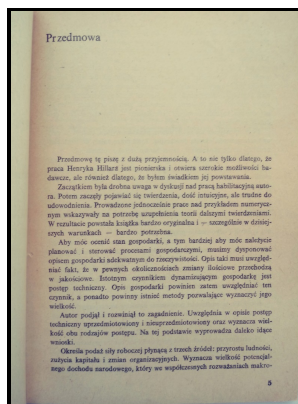 Przedmowa
Przedmowę tę piszę z dużą przyjemnością. A to nie tylko dlatego, że
praca Henryka Hillarż jest pionierska i otwiera szerokie możliwości ba-
dawcze, ale również dlatego, że byłem świadkiem jej powstawania.
Zaczątkiem była drobna uwaga w dyskusji nad pracą habilitacyjną auto-
ra. Potem zaczęły pojawiać się twierdzenia, dość intuicyjne, ale trudne do
udowodnienia. Prowadzone jednocześnie prace nad przykładem numerycz-
nym wskazywały na potrzebę uzupełnienia teorii dalszymi twierdzeniami.
W rezultacie powstała książka bardzo oryginalna i — szczególnie w dzisiej-
szych warunkach — bardzo potrzebna.
Aby móc ocenić stan gospodarki, a tym bardziej aby móc należycie
planować i sterować procesami gospodarczymi, musimy dysponować
opisem gospodarki adekwatnym do rzeczywistości. Opis taki musi uwzględ-
niać fakt, że w pewnych okolicznościach zmiany ilościowe przechodzą
w jakościowe. Istotnym czynnikiem dynamizującym gospodarkę jest
postęp techniczny. Opis gospodarki powinien zatem uwzględniać ten
czynnik, a ponadto powinny istnieć metody pozwalające wyznaczyć jego
wielkość.
Autor podjął i rozwinął to zagadnienie. Uwzględnia w opisie postęp
techniczny uprzedmiotowiony i nieuprzedmiotowiony oraz wyznacza wiel-
kość obu rodzajów postępu. Na tej podstawie wyprowadza daleko idące
wnioski.
Określa podaż siły roboczej płynącą z trzech źródeł: przyrostu ludności,
zużycia kapitału i zmian organizacyjnych. Wyznacza wielkość potencjal-
nego dochodu narodowego, który we współczesnych rozważaniach makro-
5